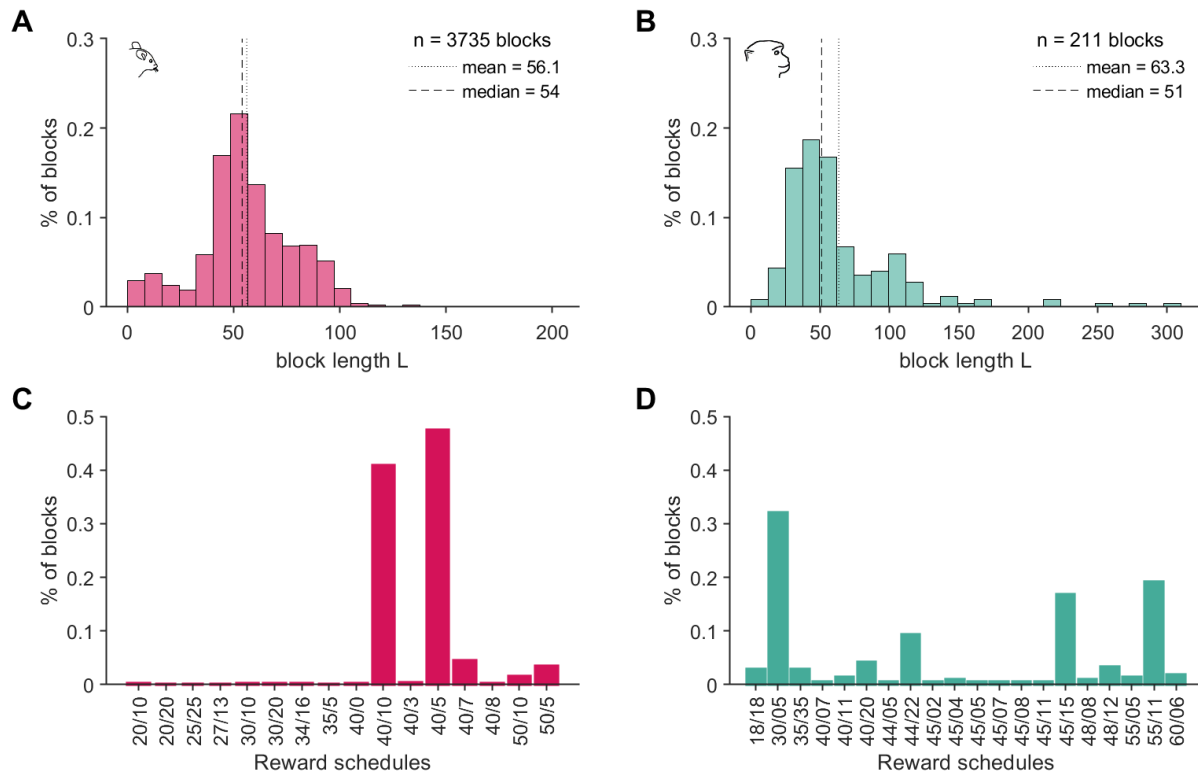 A
n = 3735 blocks
mean = 56.1
median = 54
0.3
0.2
0.1
0
% of blocks
0 50 100 150 200
block length L
B
n = 211 blocks
mean = 63.3
median = 51
0.3
0.2
0.1
0
% of blocks
0 50 100 150 200 250 300
block length L
C
0.5
0.4
0.3
0.2
0.1
0
% of blocks
20/10
20/20
25/25
27/13
30/10
30/20
34/16
35/5
40/0
40/10
40/3
40/5
40/7
40/8
50/10
50/5
Reward schedules
D
0.5
0.4
0.3
0.2
0.1
0
% of blocks
18/18
30/05
35/35
40/07
40/11
40/20
44/05
44/22
45/02
45/04
45/05
45/07
45/08
45/11
45/15
48/08
48/12
55/05
55/11
60/06
Reward schedules